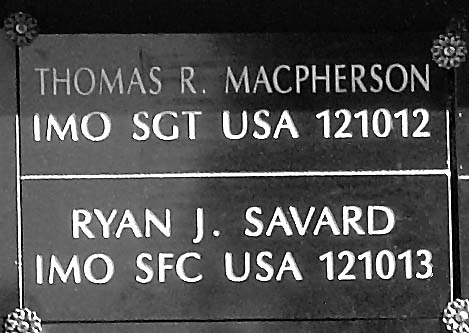 THOMAS R. MACPHERSON
IMO SGT USA 121012
RYAN J. SAVARD
IMO SFC USA 121013